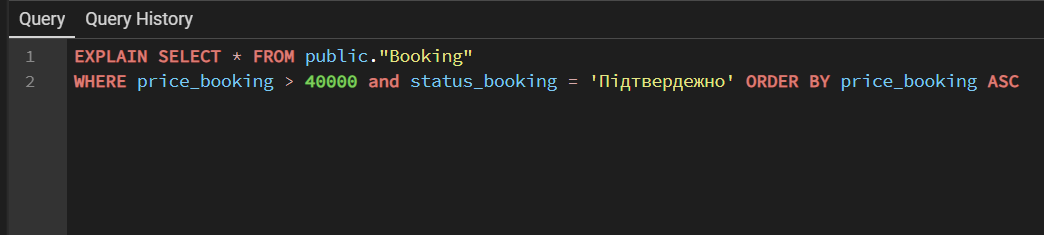 Query Query History
1 EXPLAIN SELECT * FROM public."Booking"
2 WHERE price_booking > 40000 and status_booking = 'Підтвердежно' ORDER BY price_booking ASC